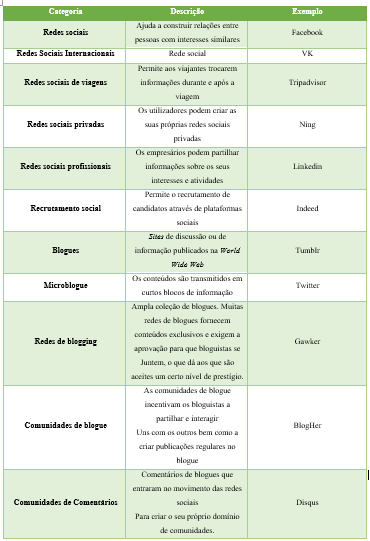 Categoria Descrição Exemplo
Redes sociais
Ajuda a construir relações entre
pessoas com interesses similares
Facebook
Redes Sociais Internacionais Rede social VK
Redes sociais de viagens
Permite aos viajantes trocarem
informações durante e após a
viagem
Tripadvisor
Redes sociais privadas
Os utilizadores podem criar as
suas próprias redes sociais
privadas
Ning
Redes sociais profissionais
Os empresários podem partilhar
informações sobre os seus
interesses e atividades
Linkedin
Recrutamento social
Permite o recrutamento de
candidatos através de plataformas
sociais
Indeed
Blogues
Sites de discussão ou de
informação publicados na World
Wide Web
Tumblr
Microblogue
Os conteúdos são transmitidos em
curtos blocos de informação
Twitter
Redes de blogging
Ampla coleção de blogues. Muitas
redes de blogues fornecem
conteúdos exclusivos e exigem a
aprovação para que bloguistas se
Juntem, o que dá aos que são
aceites um certo nível de prestígio.
Gawker
Comunidades de blogue
As comunidades de blogue
incentivam os bloguistas a
partilhar e interagir
Uns com os outros bem como a
criar publicações regulares no
blogue
BlogHer
Comunidades de Comentários
Comentários de blogues que
entraram no movimento das redes
sociais
Para criar o seu próprio domínio
de comunidades.
Disqus